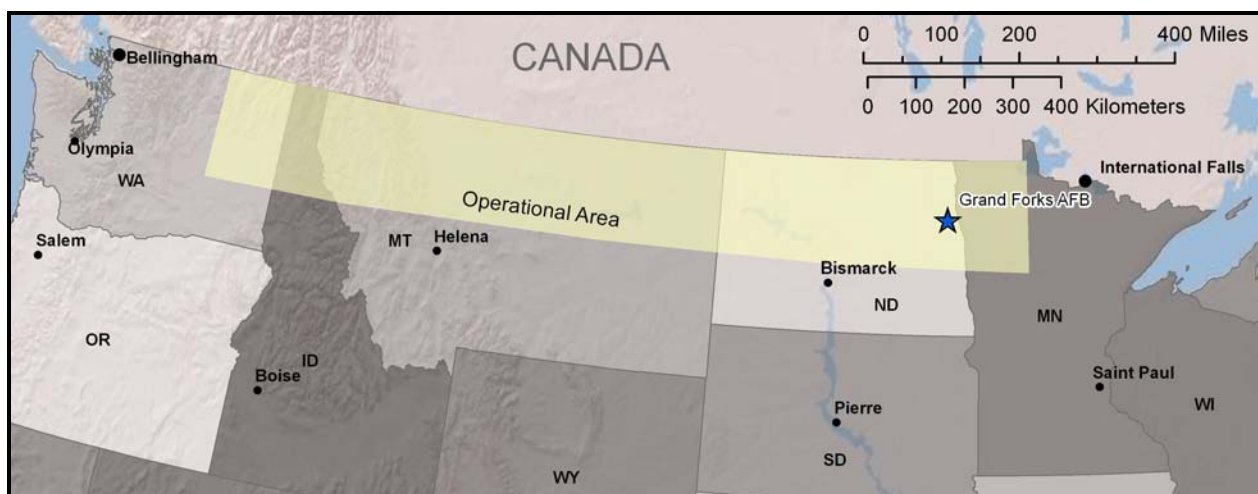 0 100 200 400 Miles
0 100 200 300 400 Kilometers
CANADA
Bellingham
Olympia
WA
International Falls
Grand Forks AFB
Operational Area
Salem
MT
Helena
Bismarck
ND
MN
OR
ID
Boise
Saint Paul
WI
Pierre
SD
WY